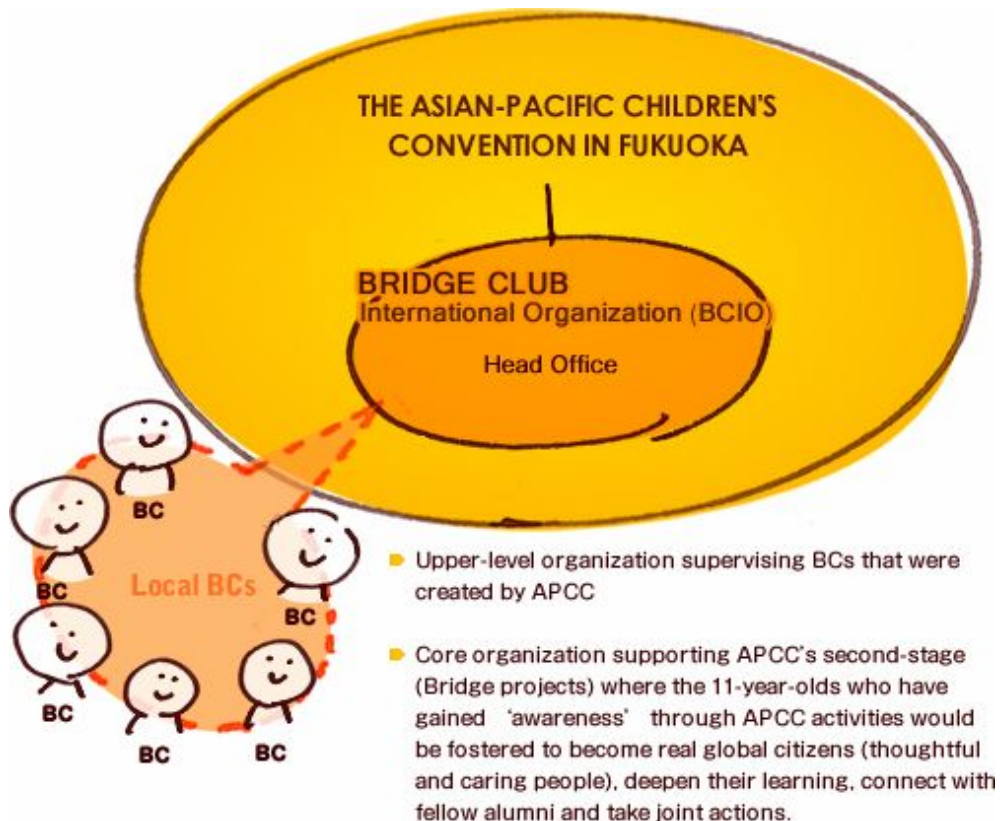 THE ASIAN-PACIFIC CHILDREN'S
CONVENTION IN FUKUOKA
BRIDGE CLUB
International Organization (BCIO)
Head Office
BC
BC
Local BCs
BC
BC
BC
BC
Upper-level organization supervising BCs that were
created by APCC
Core organization supporting APCC's second-stage
(Bridge projects) where the 11-year-olds who have
gained ‘awareness’ through APCC activities would
be fostered to become real global citizens (thoughtful
and caring people), deepen their learning, connect with
fellow alumni and take joint actions.